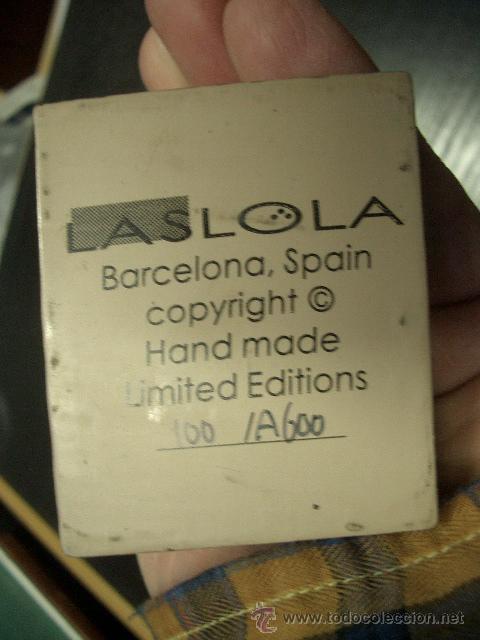 LASLOLA
Barcelona, Spain
copyright ©
Hand made
Limited Editions
100 /A600
www.todocoleccion.net